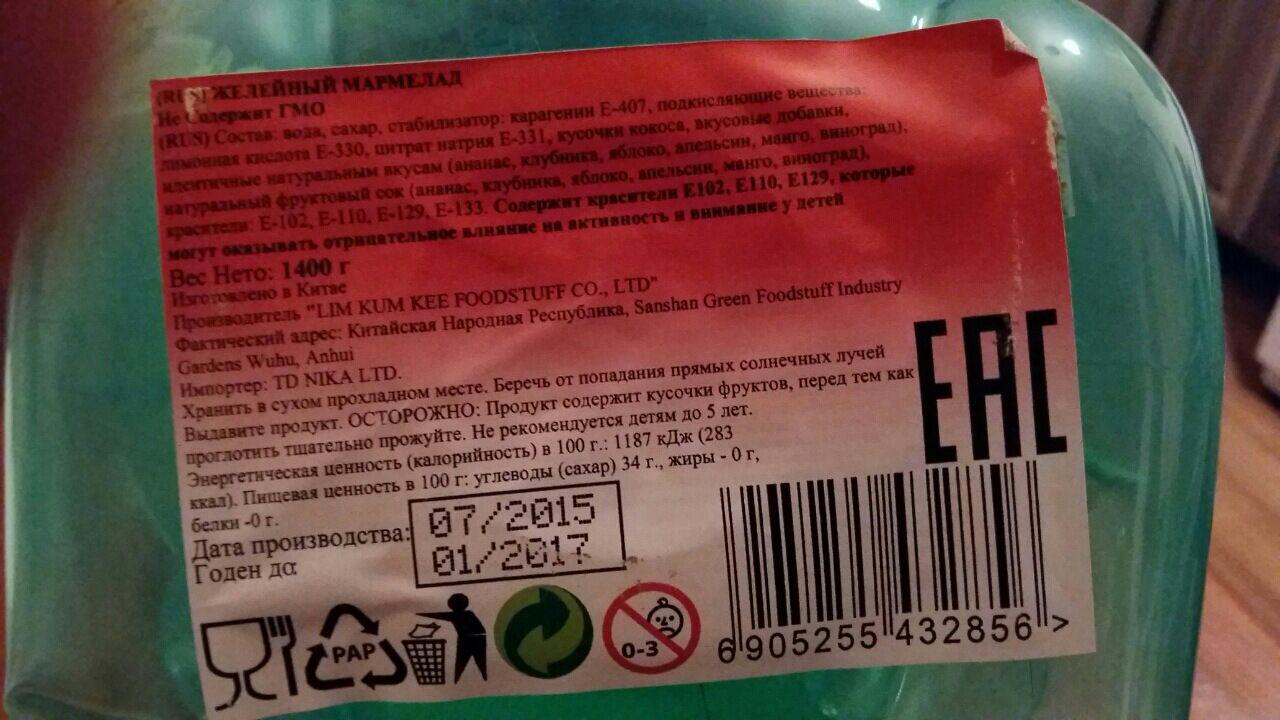 (RUS) ЖЕЛЕЙНЫЙ МАРМЕЛАД
Не Содержит ГМО
(RUS) Состав: вода, сахар, стабилизатор: карагенин Е-407, подкисляющие вещества:
лимонная кислота Е-330, цитрат натрия Е-331, кусочки кокоса, вкусовые добавки,
идентичные натуральным вкусам (ананас, клубника, яблоко, апельсин, манго, виноград),
натуральный фруктовый сок (ананас, клубника, яблоко, апельсин, манго, виноград),
красители: Е-102, Е-110, Е-129, Е-133. Содержит красители Е102, Е110, Е129, которые
могут оказывать отрицательное влияние на активность и внимание у детей
Вес Нето: 1400 г
Изготовлено в Китае
Производитель "LIM KUM KEE FOODSTUFF CO., LTD"
Фактический адрес: Китайская Народная Республика, Sanshan Green Foodstuff Industry
Gardens Wuhu, Anhui
Импортер: TD NIKA LTD.
Хранить в сухом прохладном месте. Беречь от попадания прямых солнечных лучей
Выдавите продукт. ОСТОРОЖНО: Продукт содержит кусочки фруктов, перед тем как
проглотить тщательно прожуйте. Не рекомендуется детям до 5 лет.
Энергетическая ценность (калорийность) в 100 г.: 1187 кДж (283
ккал). Пищевая ценность в 100 г: углеводы (сахар) 34 г., жиры - 0 г,
белки -0 г.
Дата производства: 07/2015
Годен до 01/2017
EAC
PAP
0-3
6 905255 432856 >